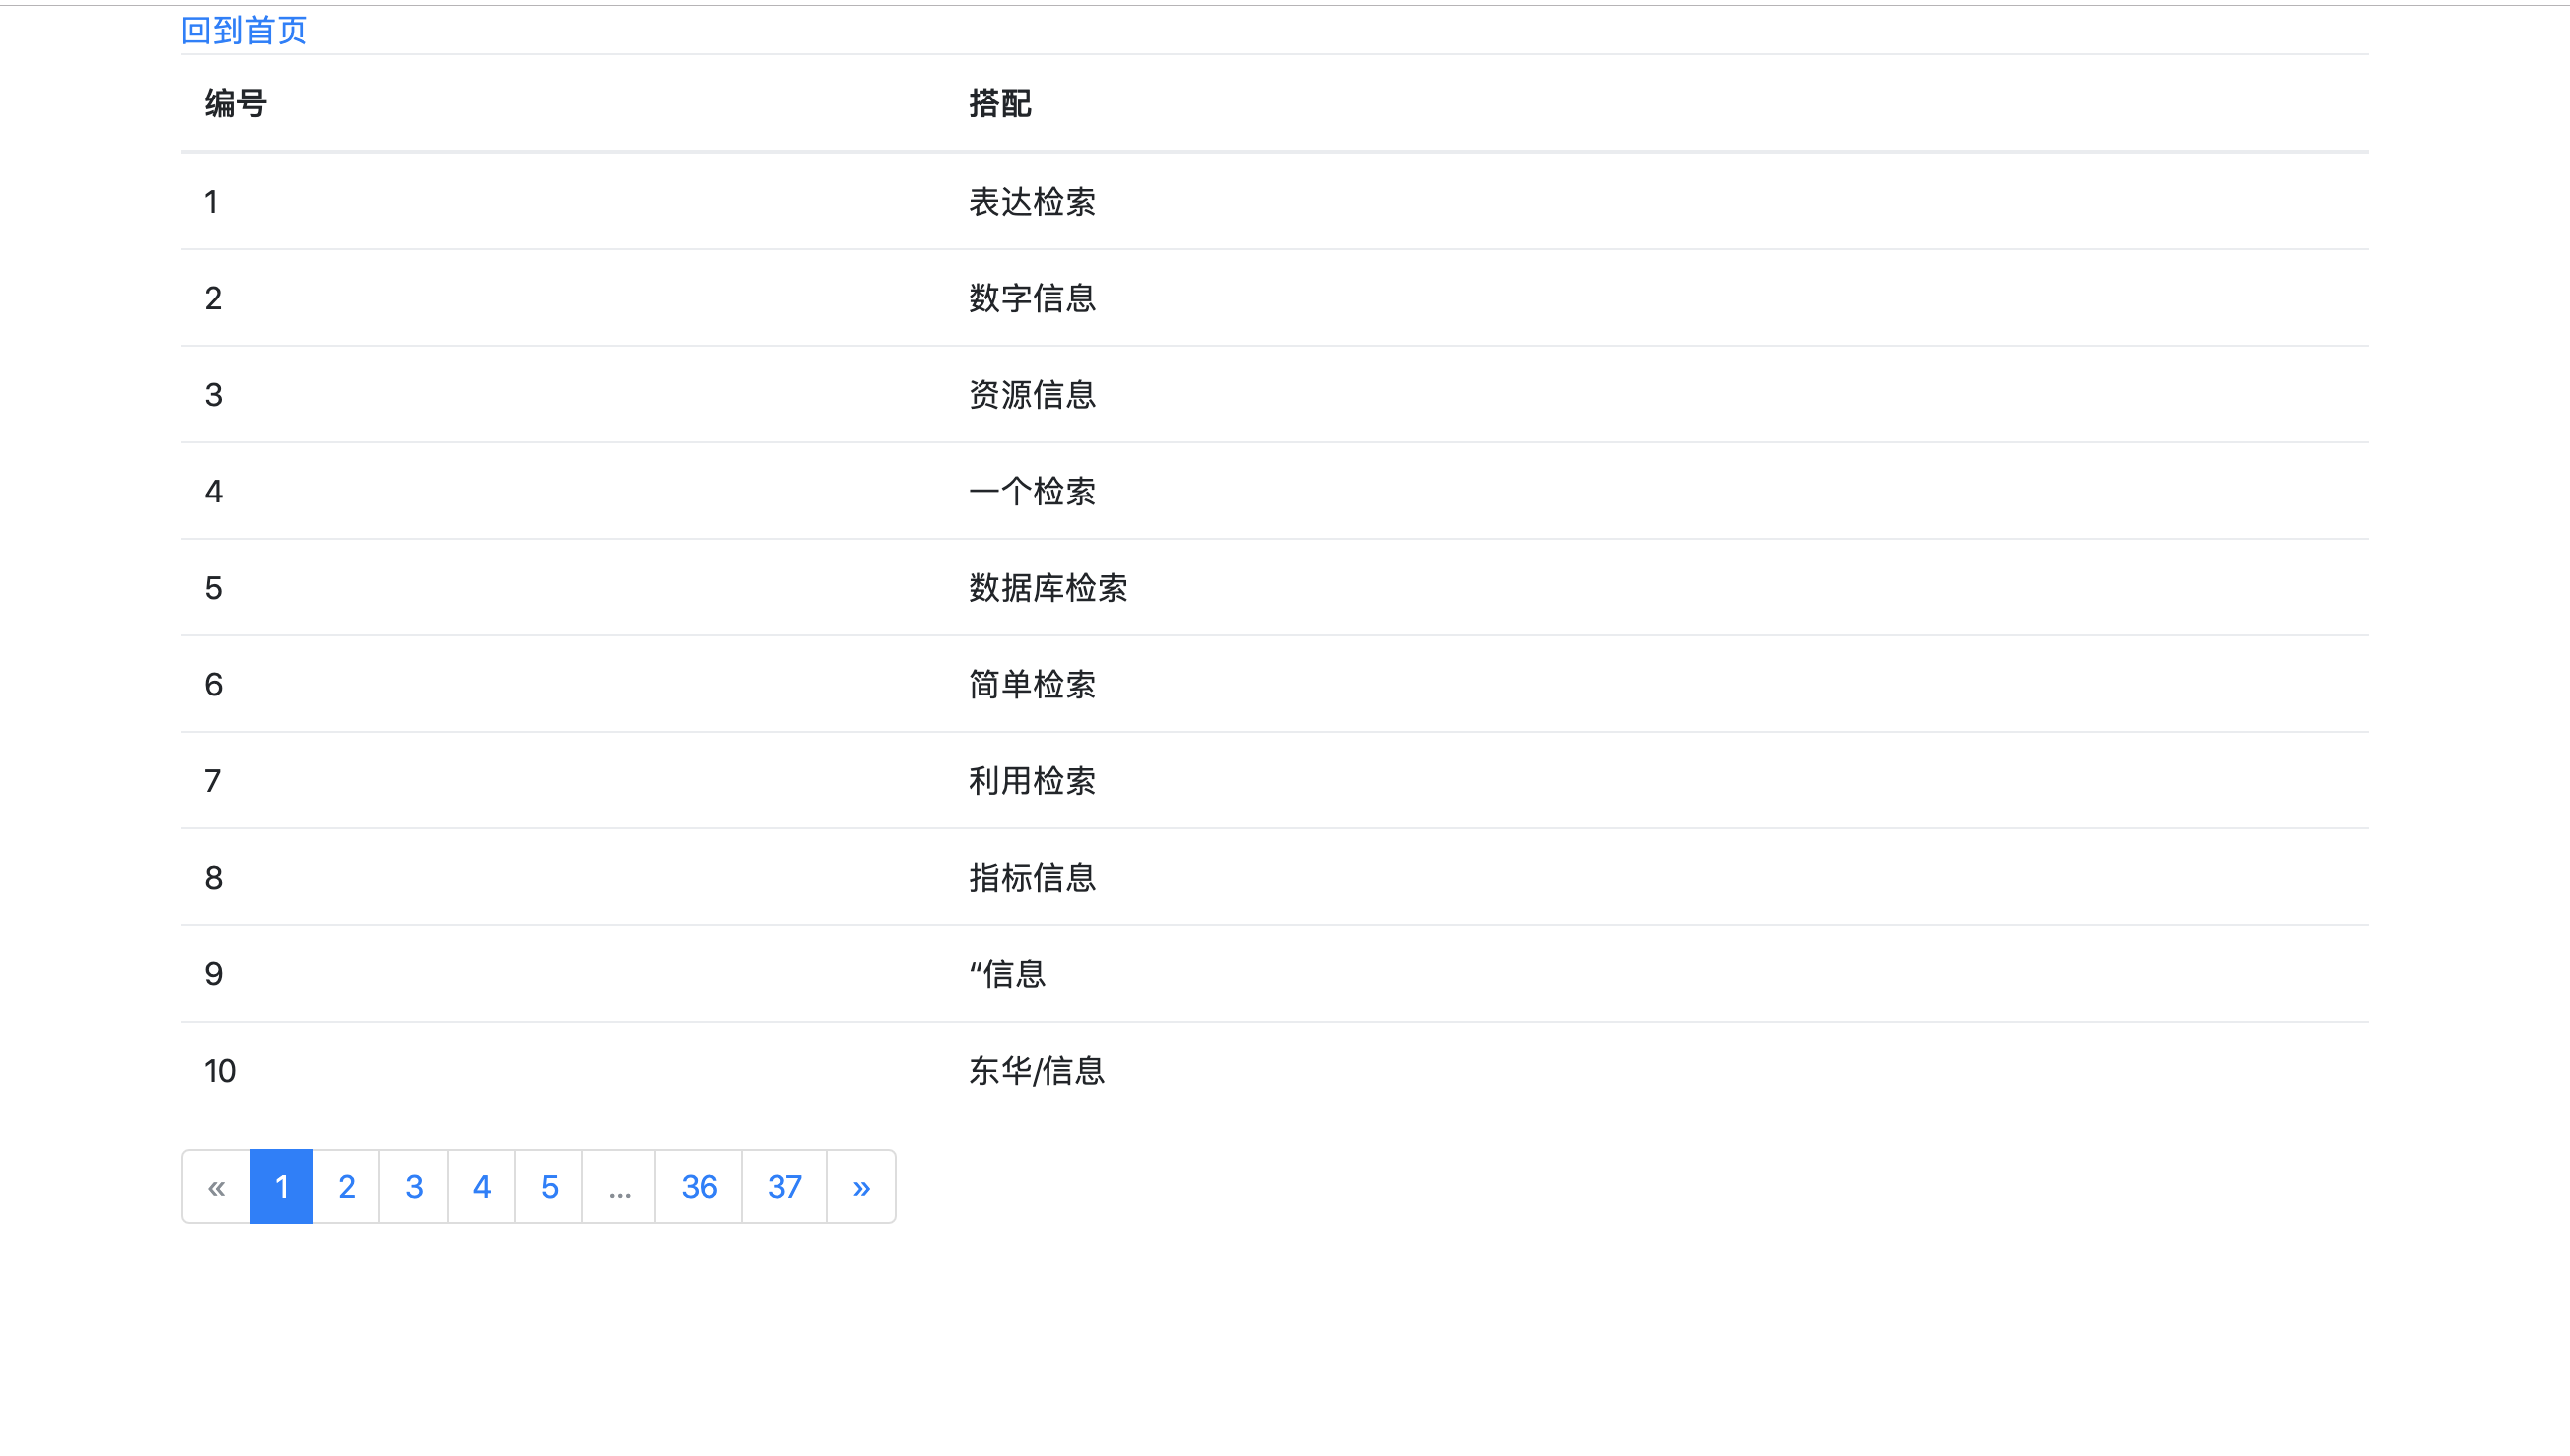 回到首页
编号 搭配
1 表达检索
2 数字信息
3 资源信息
4 一个检索
5 数据库检索
6 简单检索
7 利用检索
8 指标信息
9 “信息
10 东华/信息
« 1 2 3 4 5 ... 36 37 »